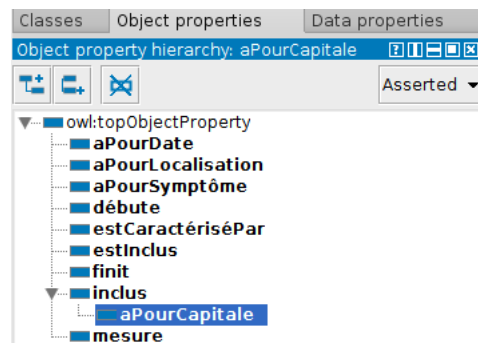 Classes Object properties Data properties
Object property hierarchy: aPourCapitale
Asserted
owl:topObjectProperty
aPourDate
aPourLocalisation
aPourSymptôme
débute
estCaractériséPar
estInclus
finit
inclus
aPourCapitale
mesure